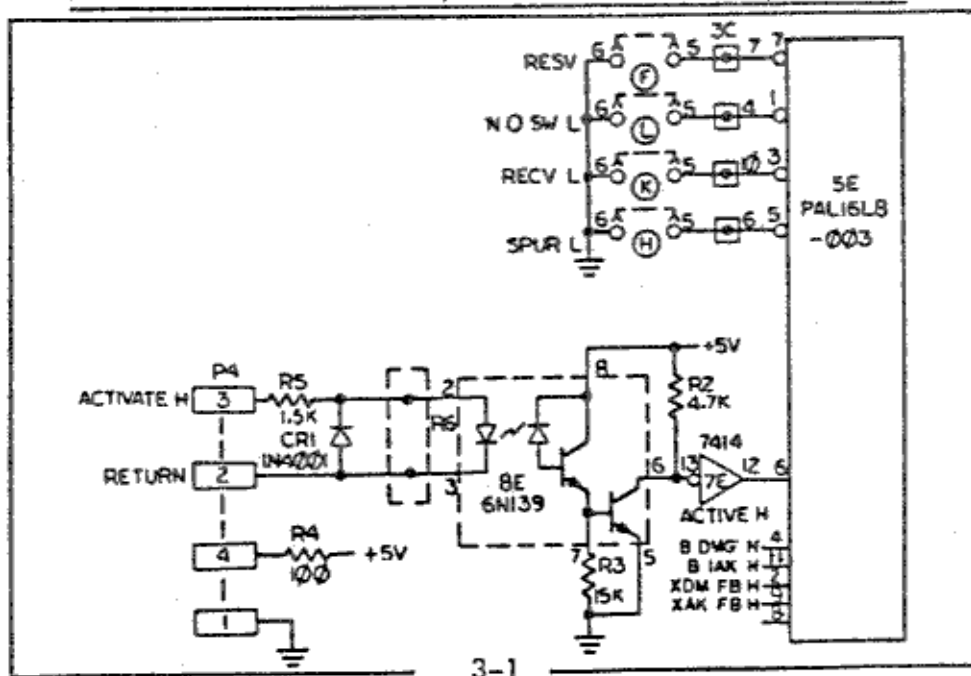 RESV 6 F 5 3C 7 7
N O SW L 6 L 5 4 1
RECV L 6 K 5 10 3
SPUR L 6 H 5 6 5
5E
PAL16L8
-003
P4
ACTIVATE H 3 R5
1.5K
CR1
1N4001
RETURN 2
R4
4 +5V
100
1
2 R6
3
8E
6N139
8
+5V
R2
4.7K
7414
6 13 7E 12 6
ACTIVE H
7 5
R3
15K
B DMG H 4
B IAK H
XDM FB H
XAK FB H
3-1